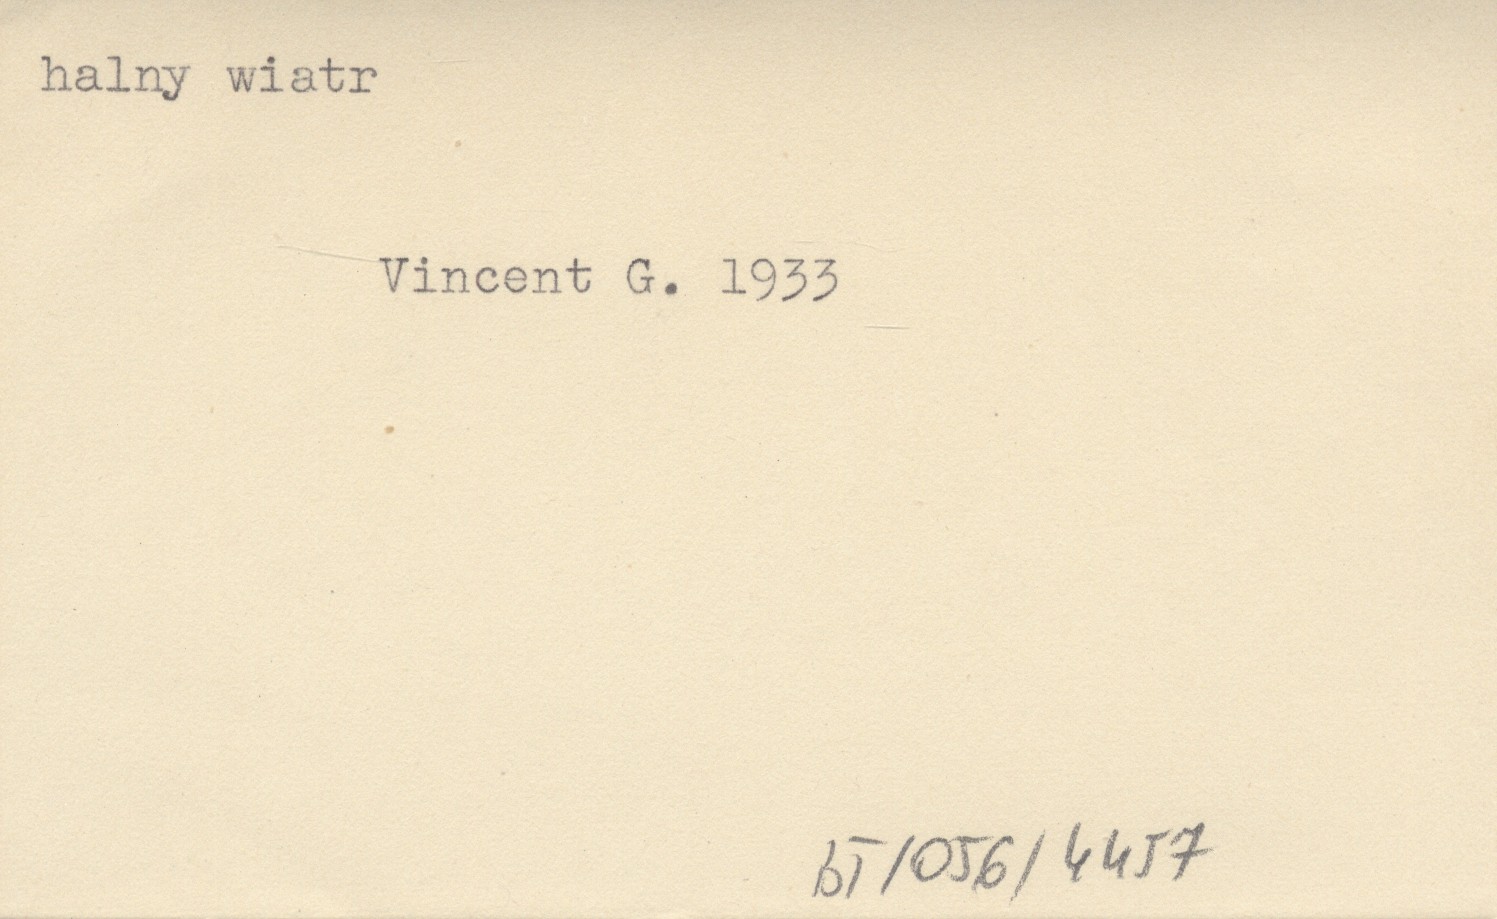 halny wiatr
Vincent G. 1933
bT/056/4457